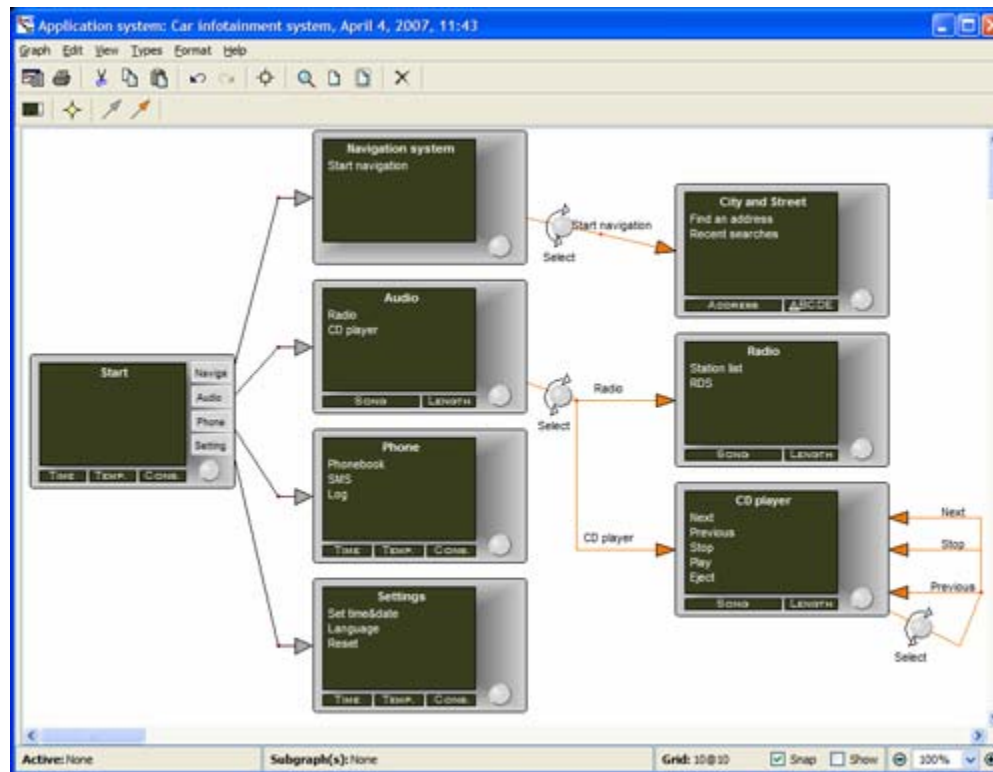 Application system: Car infotainment system, April 4, 2007, 11:43
Graph Edit View Types Format Help
Navigation system
Start navigation
Start navigation
Select
City and Street
Find an address
Recent searches
ADDRESS ABCDE
Audio
Radio
CD player
SONG LENGTH
Start
Naviga
Audio
Phone
Setting
TIME TEMP. CONS.
Select
Radio
Radio
Station list
RDS
SONG LENGTH
Phone
Phonebook
SMS
Log
TIME TEMP. CONS.
CD player
CD player
Next
Previous
Stop
Play
Eject
SONG LENGTH
Next
Stop
Previous
Select
Settings
Set time&date
Language
Reset
TIME TEMP. CONS.
Active: None Subgraph(s): None Grid: 10@10 Snap Show 100%